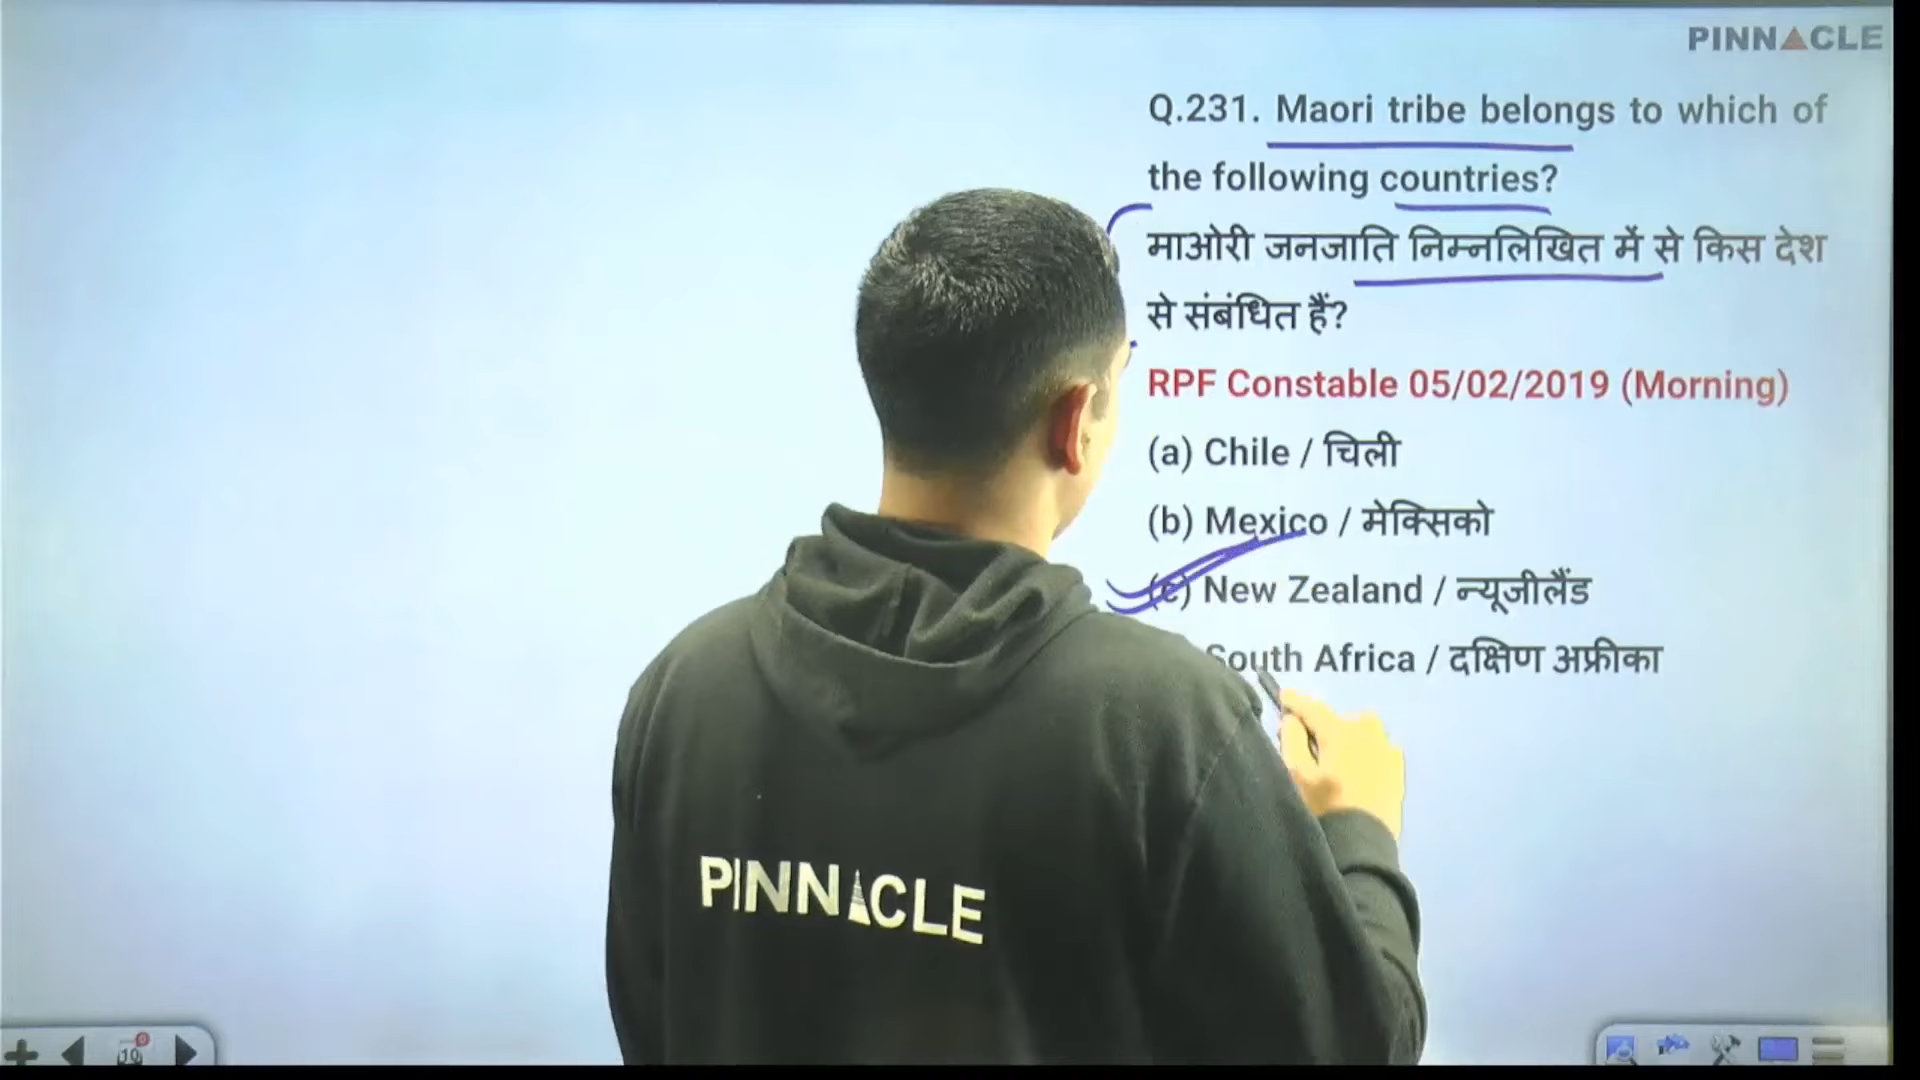 PINNACLE
Q.231. Maori tribe belongs to which of
the following countries?
माओरी जनजाति निम्नलिखित में से किस देश
से संबंधित हैं?
RPF Constable 05/02/2019 (Morning)
(a) Chile / चिली
(b) Mexico / मेक्सिको
(c) New Zealand / न्यूजीलैंड
South Africa / दक्षिण अफ्रीका
PINNACLE
19